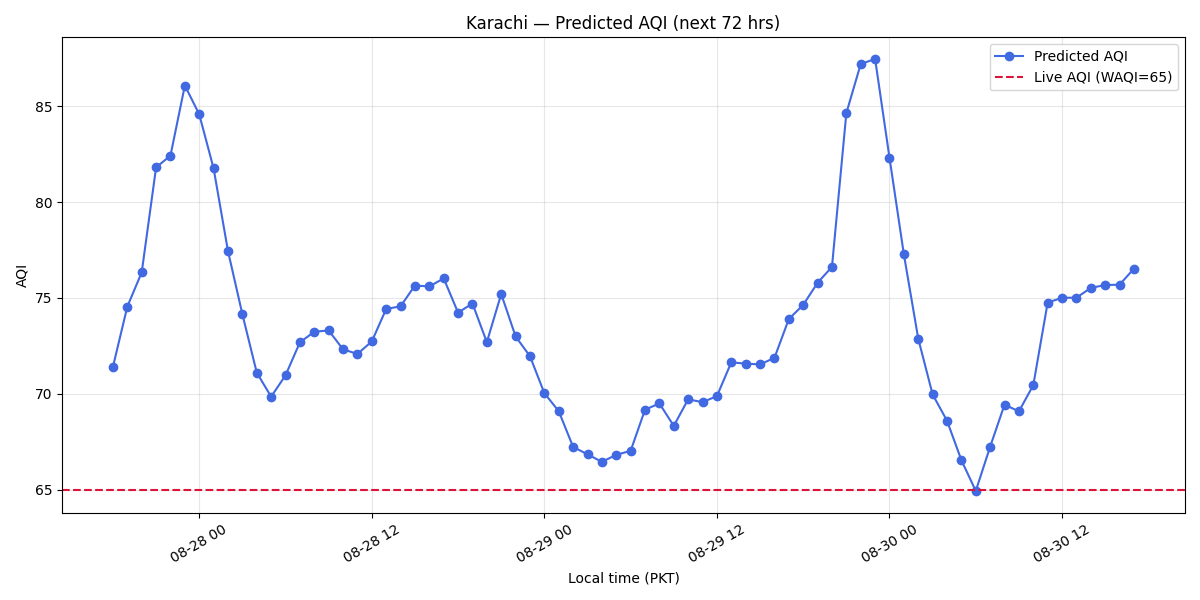 Karachi — Predicted AQI (next 72 hrs)
Predicted AQI
Live AQI (WAQI=65)
AQI
85
80
75
70
65
08-28 00
08-28 12
08-29 00
08-29 12
08-30 00
08-30 12
Local time (PKT)